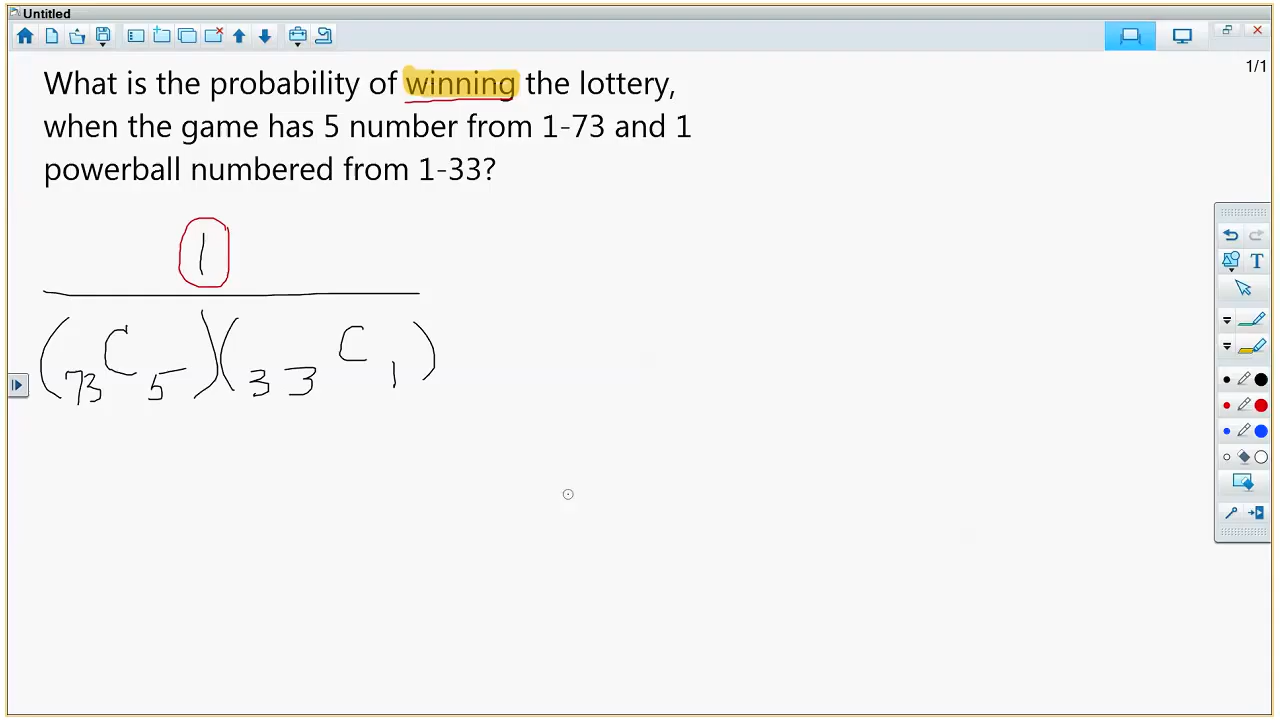 Untitled
1/1
What is the probability of winning the lottery,
when the game has 5 number from 1-73 and 1
powerball numbered from 1-33?
1
(73C5)(33C1)
T